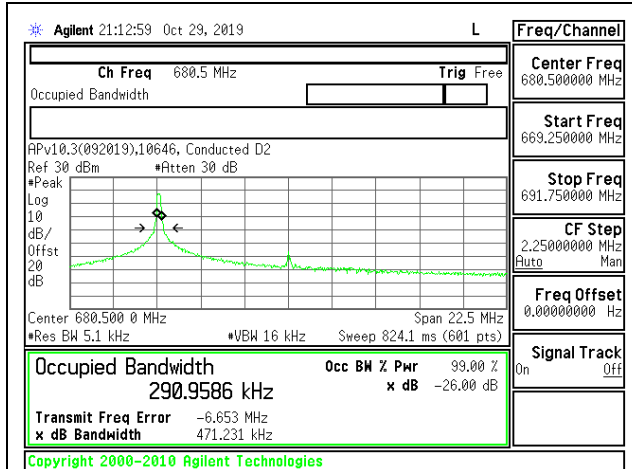 Agilent 21:12:59 Oct 29, 2019 L
Ch Freq 680.5 MHz Trig Free
Occupied Bandwidth
APv10.3(092019),10646, Conducted D2
Ref 30 dBm #Atten 30 dB
#Peak
Log
10
dB/
Offst
20
dB
Center 680.500 0 MHz Span 22.5 MHz
#Res BW 5.1 kHz #VBW 16 kHz Sweep 824.1 ms (601 pts)
Occupied Bandwidth Occ BW % Pwr 99.00 %
290.9586 kHz x dB -26.00 dB
Transmit Freq Error -6.653 MHz
x dB Bandwidth 471.231 kHz
Copyright 2000-2010 Agilent Technologies
Freq/Channel
Center Freq
680.500000 MHz
Start Freq
669.250000 MHz
Stop Freq
691.750000 MHz
CF Step
2.25000000 MHz
Auto Man
Freq Offset
0.00000000 Hz
Signal Track
On Off